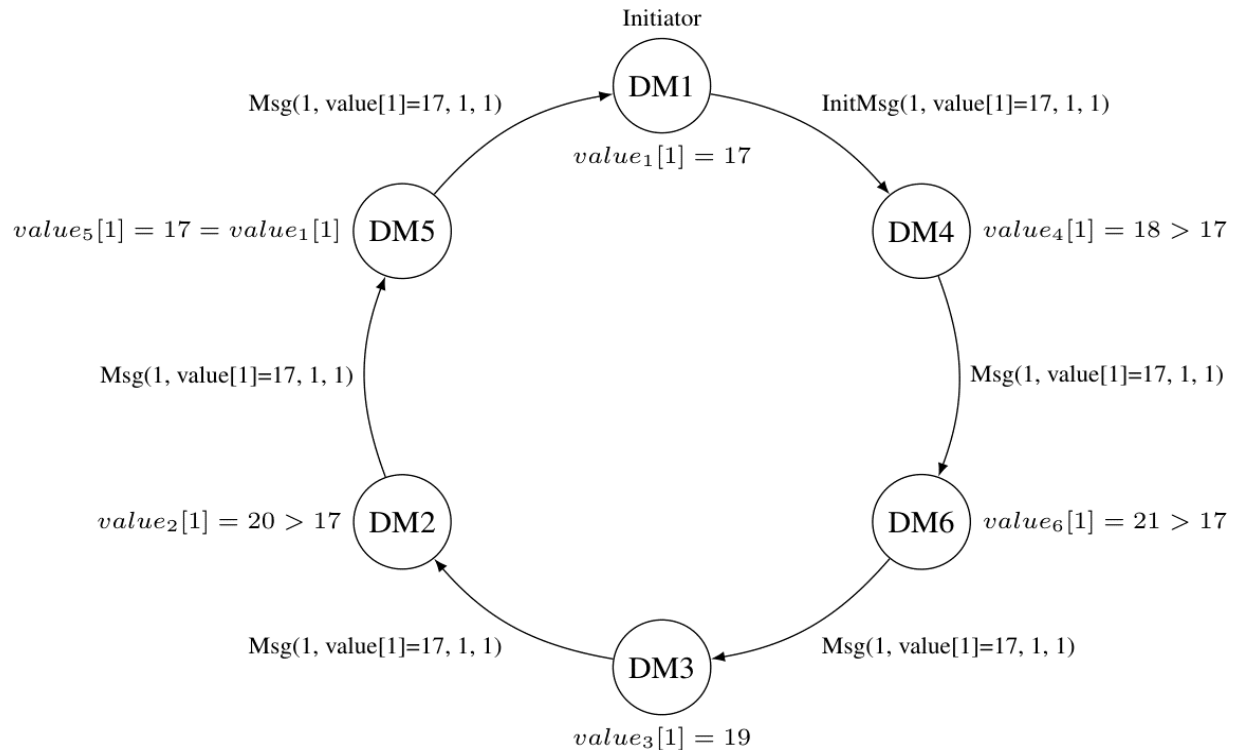 Initiator
DM1
Msg(1, value[1]=17, 1, 1)
InitMsg(1, value[1]=17, 1, 1)
value₁[1] = 17
value₅[1] = 17 = value₁[1]
DM5
DM4
value₄[1] = 18 > 17
Msg(1, value[1]=17, 1, 1)
Msg(1, value[1]=17, 1, 1)
value₂[1] = 20 > 17
DM2
DM6
value₆[1] = 21 > 17
Msg(1, value[1]=17, 1, 1)
Msg(1, value[1]=17, 1, 1)
DM3
value₃[1] = 19